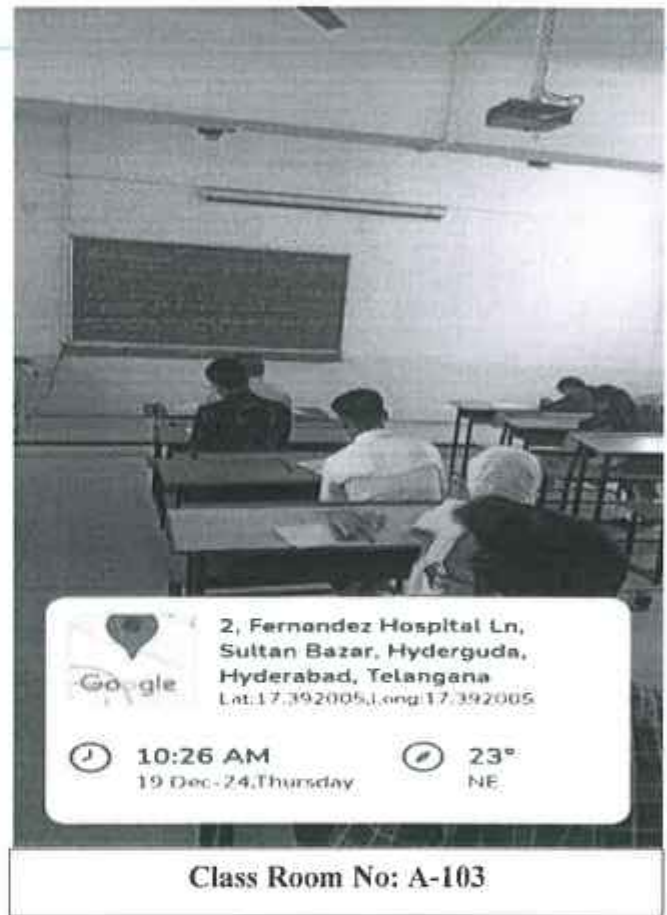 2, Fernandez Hospital Ln,
Sultan Bazar, Hyderguda,
Hyderabad, Telangana
Lat:17.392005,Long:17.392005
Google
10:26 AM
19 Dec-24,Thursday
23°
NE
Class Room No: A-103